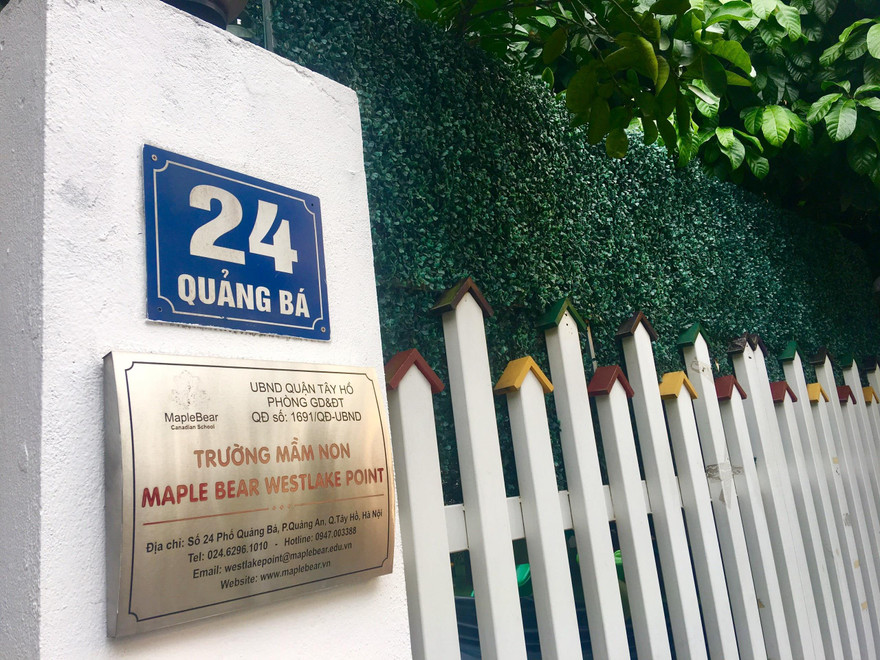 24
QUẢNG BÁ
MapleBear
Canadian School
UBND QUẬN TÂY HỒ
PHÒNG GD&ĐT
QĐ số: 1691/QĐ-UBND
TRƯỜNG MẦM NON
MAPLE BEAR WESTLAKE POINT
Địa chỉ: Số 24 Phố Quảng Bá, P.Quảng An, Q.Tây Hồ, Hà Nội
Tel: 024.6296.1010 - Hotline: 0947.003388
Email: westlakepoint@maplebear.edu.vn
Website: www.maplebear.vn